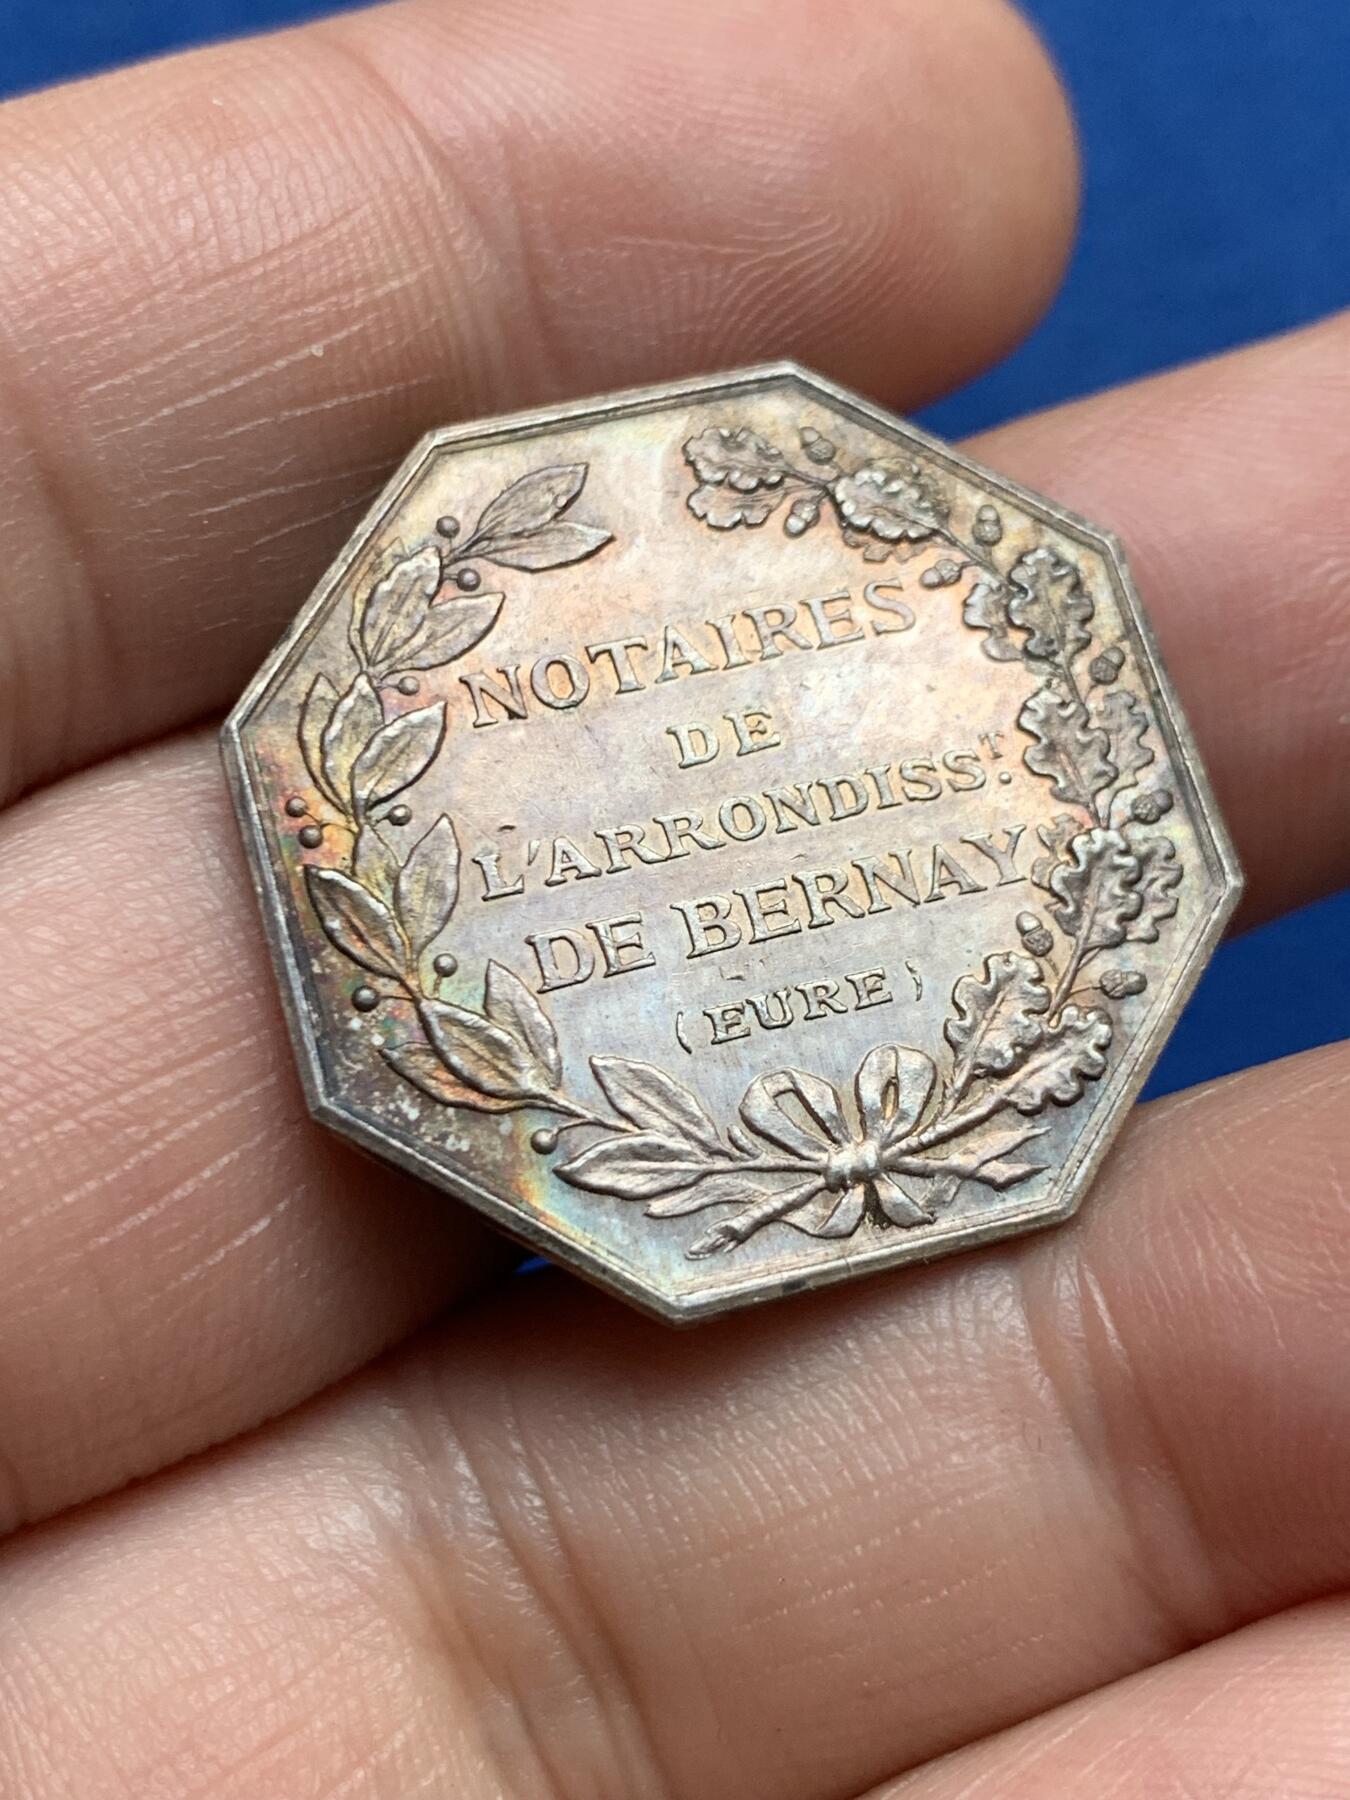 NOTAIRES
DE
L'ARRONDISS.T
DE BERNAY
(EURE)